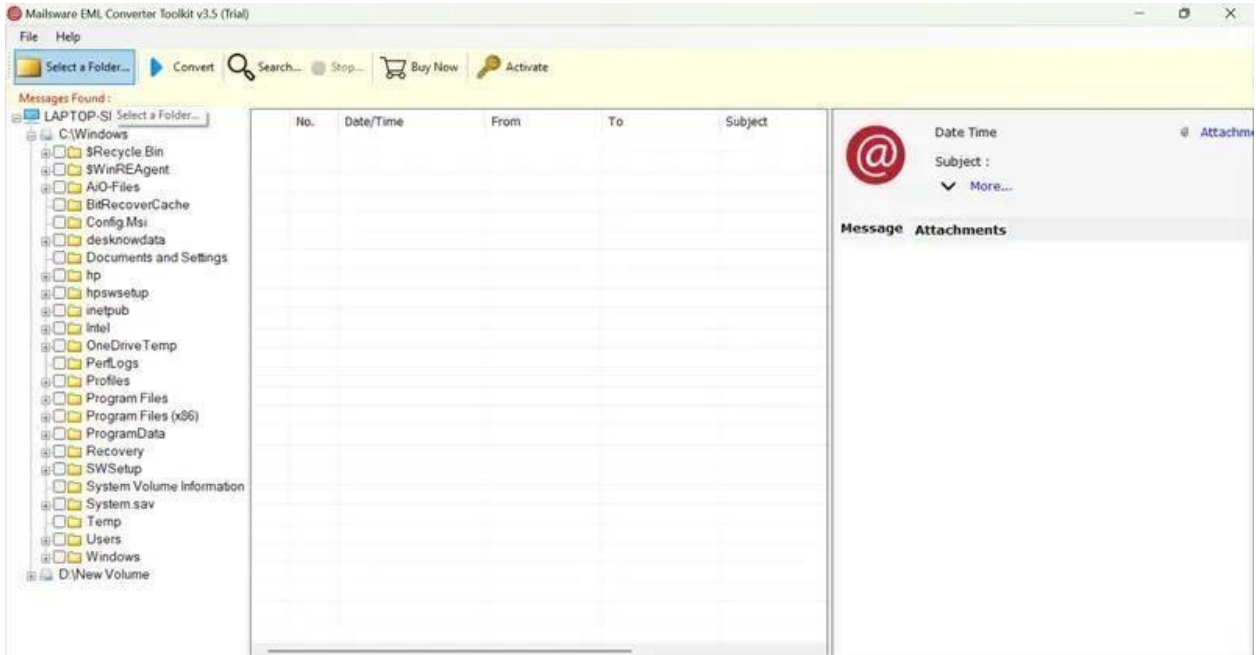 Mailsware EML Converter Toolkit v3.5 (Trial)
File Help
Select a Folder... Convert Search... Stop... Buy Now Activate
Messages Found :
LAPTOP-SI Select a Folder...
C:\Windows
$Recycle.Bin
$WinREAgent
AiO-Files
BitRecoverCache
Config.Msi
desknowdata
Documents and Settings
hp
hpswsetup
inetpub
Intel
OneDriveTemp
PerfLogs
Profiles
Program Files
Program Files (x86)
ProgramData
Recovery
SWSetup
System Volume Information
System.sav
Temp
Users
Windows
D:\New Volume
No. Date/Time From To Subject
@
Date Time Attachme
Subject :
More...
Message Attachments